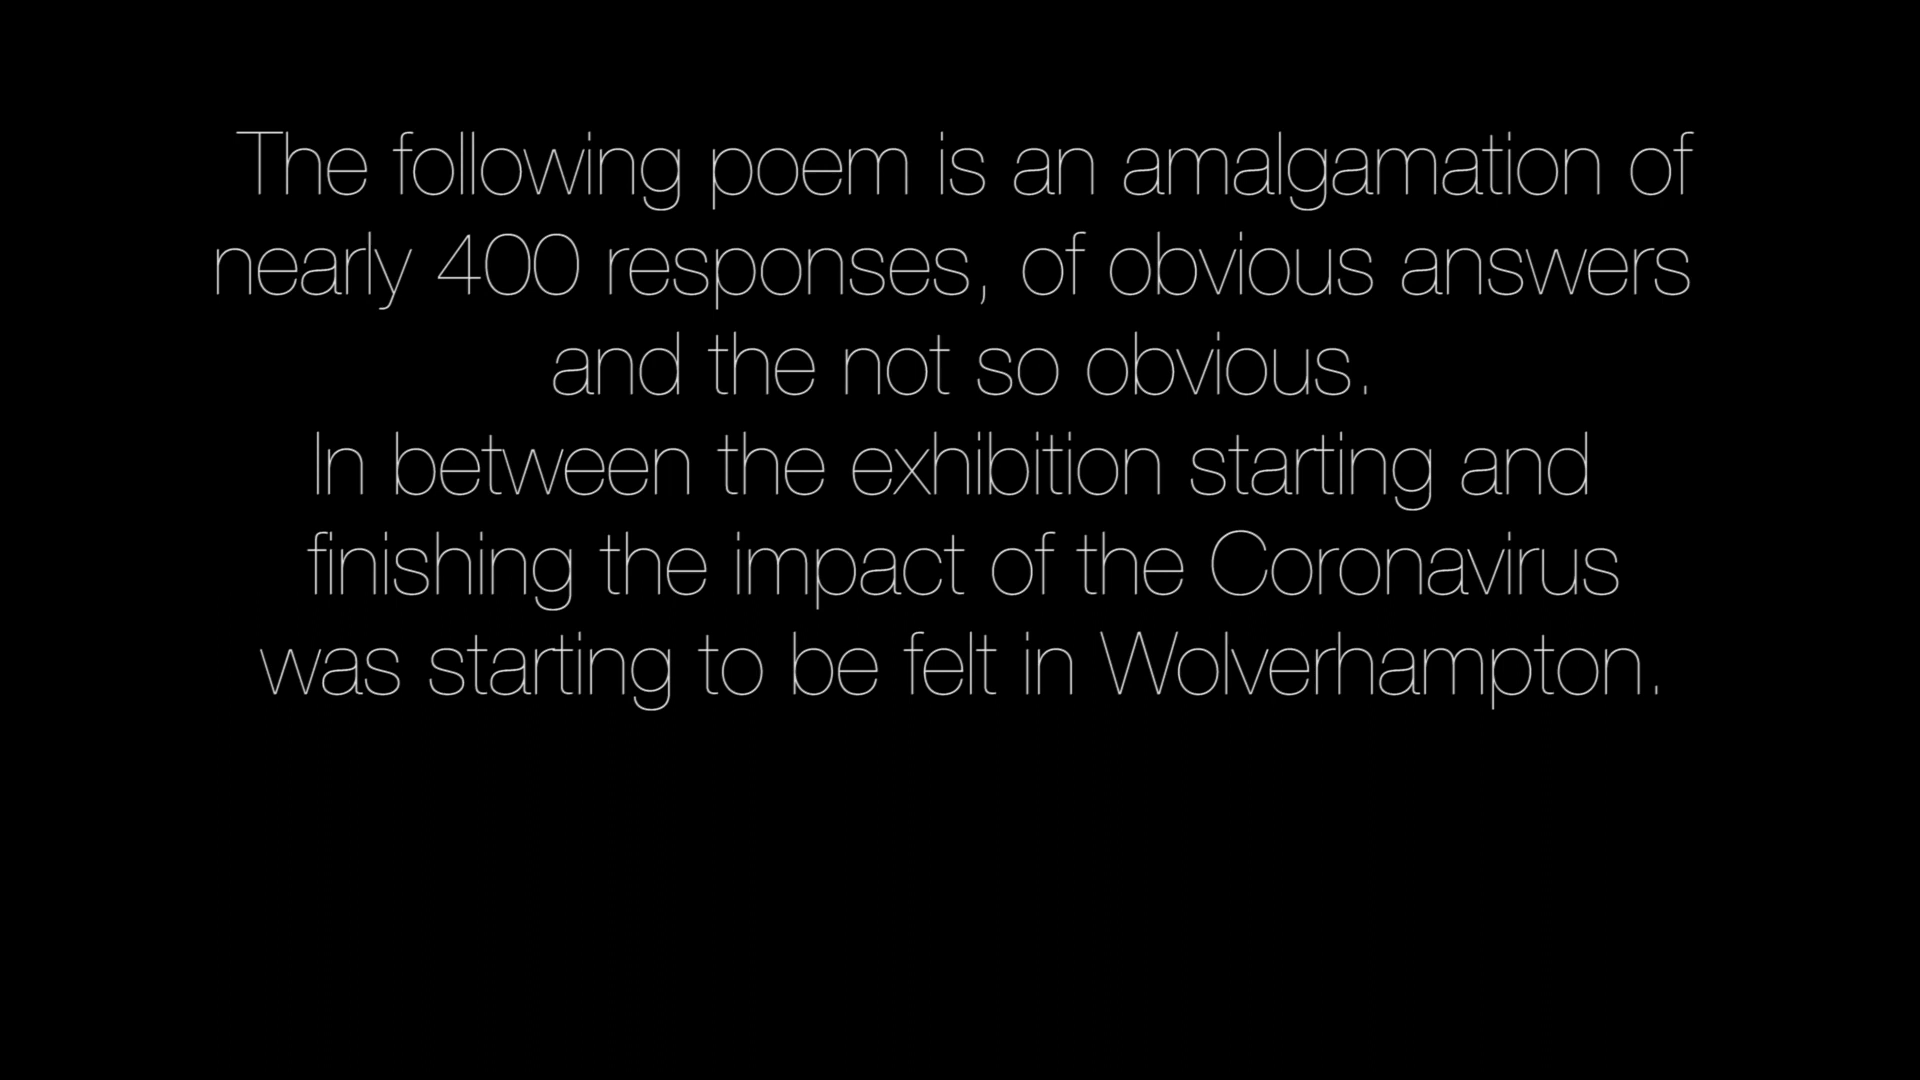 The following poem is an amalgamation of
nearly 400 responses, of obvious answers
and the not so obvious.
In between the exhibition starting and
finishing the impact of the Coronavirus
was starting to be felt in Wolverhampton.